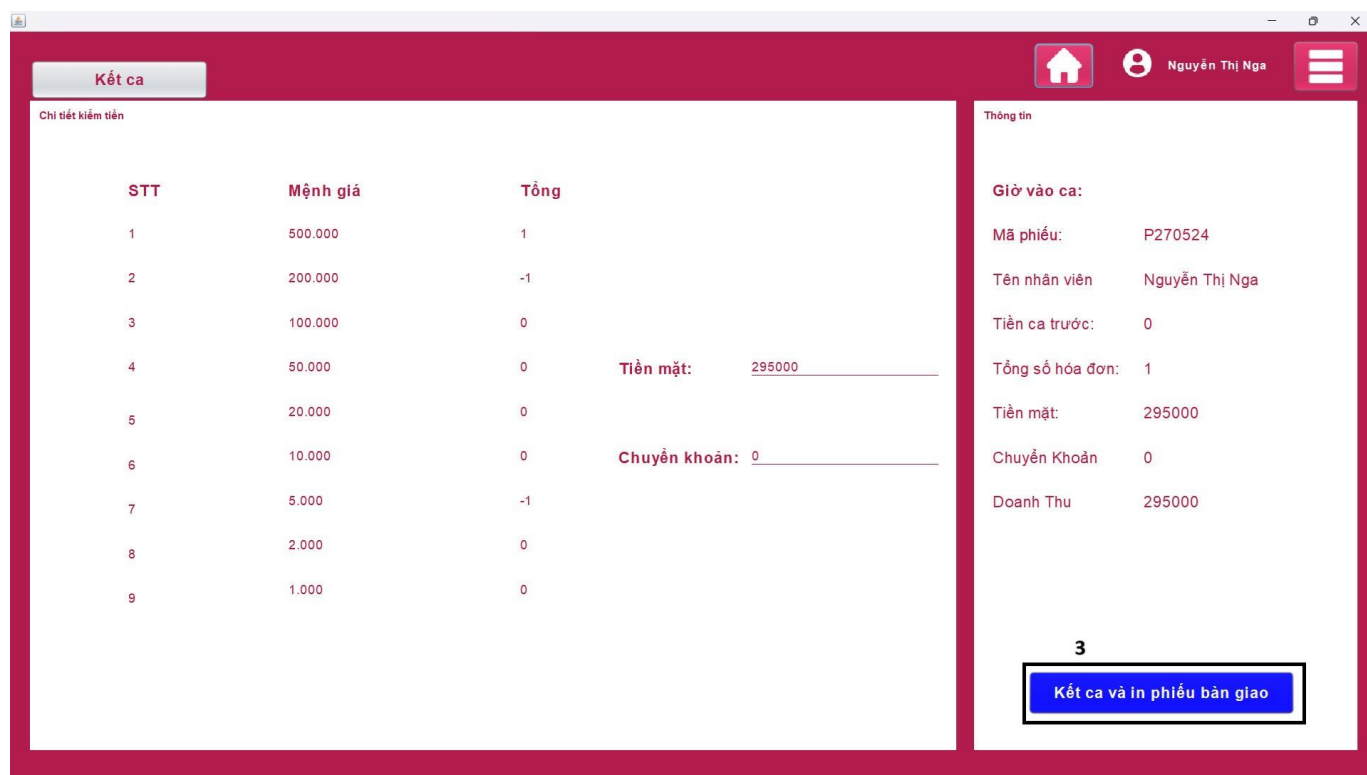 Kết ca
Nguyễn Thị Nga
Chi tiết kiểm tiền
STT Mệnh giá Tổng
1 500.000 1
2 200.000 -1
3 100.000 0
4 50.000 0
5 20.000 0
6 10.000 0
7 5.000 -1
8 2.000 0
9 1.000 0
Tiền mặt: 295000
Chuyển khoản: 0
Thông tin
Giờ vào ca:
Mã phiếu: P270524
Tên nhân viên Nguyễn Thị Nga
Tiền ca trước: 0
Tổng số hóa đơn: 1
Tiền mặt: 295000
Chuyển Khoản 0
Doanh Thu 295000
3
Kết ca và in phiếu bàn giao